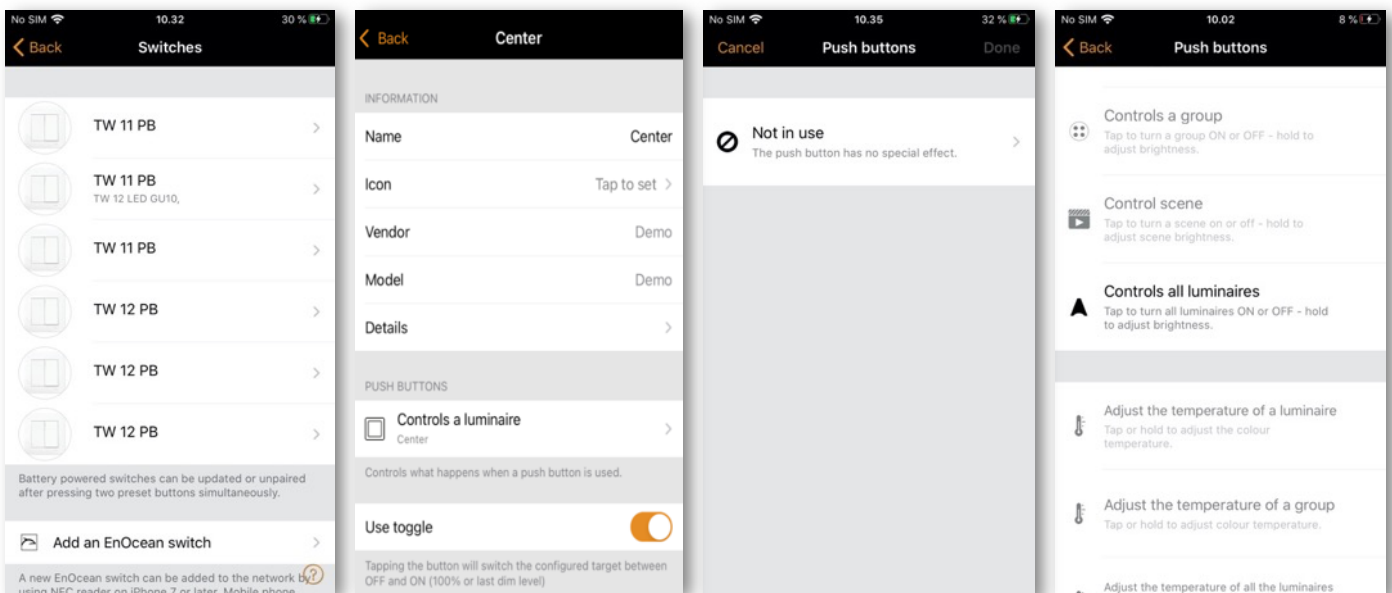 No SIM 10.32 30 %
Back Switches
TW 11 PB
TW 11 PB
TW 12 LED GU10,
TW 11 PB
TW 12 PB
TW 12 PB
TW 12 PB
Battery powered switches can be updated or unpaired
after pressing two preset buttons simultaneously.
Add an EnOcean switch
A new EnOcean switch can be added to the network by
?
using NFC reader on iPhone 7 or later. Mobile phone
Back Center
INFORMATION
Name Center
Icon Tap to set
Vendor Demo
Model Demo
Details
PUSH BUTTONS
Controls a luminaire
Center
Controls what happens when a push button is used.
Use toggle
Tapping the button will switch the configured target between
OFF and ON (100% or last dim level)
No SIM 10.35 32 %
Cancel Push buttons Done
Not in use
The push button has no special effect.
No SIM 10.02 8 %
Back Push buttons
Controls a group
Tap to turn a group ON or OFF - hold to
adjust brightness.
Control scene
Tap to turn a scene on or off - hold to
adjust scene brightness.
Controls all luminaires
Tap to turn all luminaires ON or OFF - hold
to adjust brightness.
Adjust the temperature of a luminaire
Tap or hold to adjust the colour
temperature.
Adjust the temperature of a group
Tap or hold to adjust colour temperature.
Adjust the temperature of all the luminaires